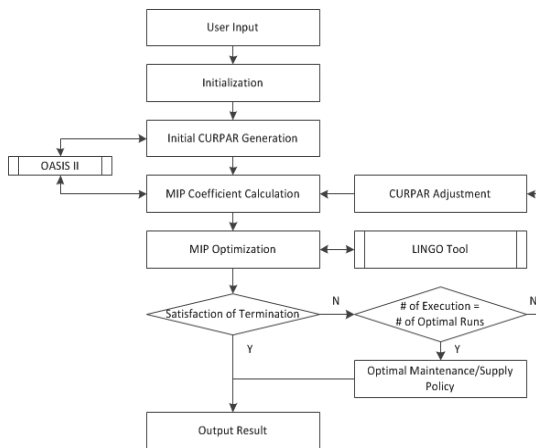 User Input
Initialization
Initial CURPAR Generation
OASIS II
MIP Coefficient Calculation
CURPAR Adjustment
MIP Optimization
LINGO Tool
Satisfaction of Termination
N
# of Execution =
# of Optimal Runs
N
Y
Y
Optimal Maintenance/Supply
Policy
Output Result